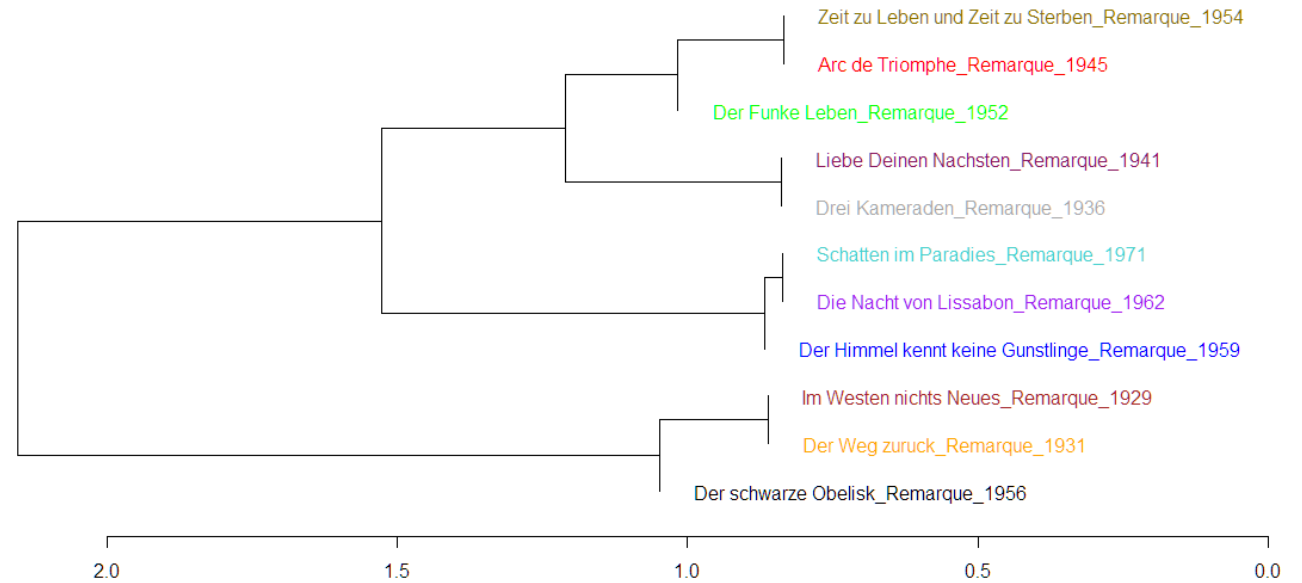 Zeit zu Leben und Zeit zu Sterben_Remarque_1954
Arc de Triomphe_Remarque_1945
Der Funke Leben_Remarque_1952
Liebe Deinen Nachsten_Remarque_1941
Drei Kameraden_Remarque_1936
Schatten im Paradies_Remarque_1971
Die Nacht von Lissabon_Remarque_1962
Der Himmel kennt keine Gunstlinge_Remarque_1959
Im Westen nichts Neues_Remarque_1929
Der Weg zuruck_Remarque_1931
Der schwarze Obelisk_Remarque_1956
2.0 1.5 1.0 0.5 0.0